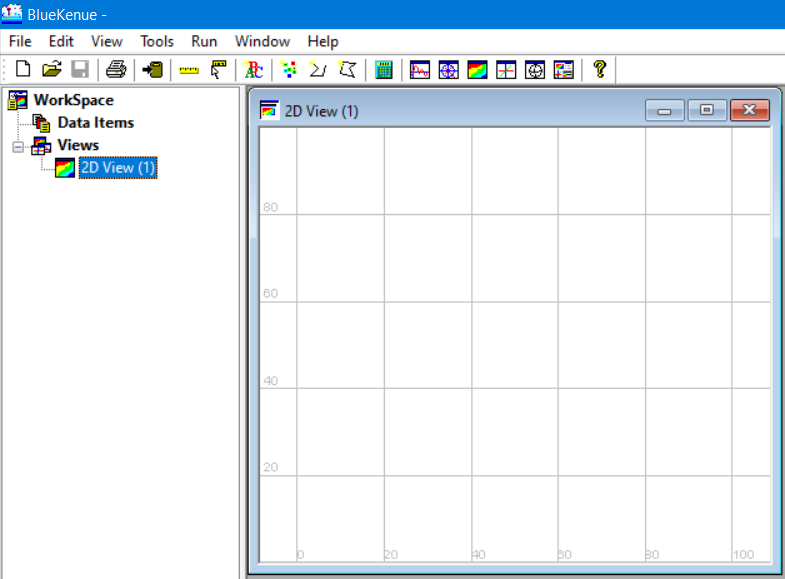 BlueKenue -
File Edit View Tools Run Window Help
ABC
?
WorkSpace
Data Items
Views
2D View (1)
2D View (1)
80
60
40
20
0 20 40 60 80 100